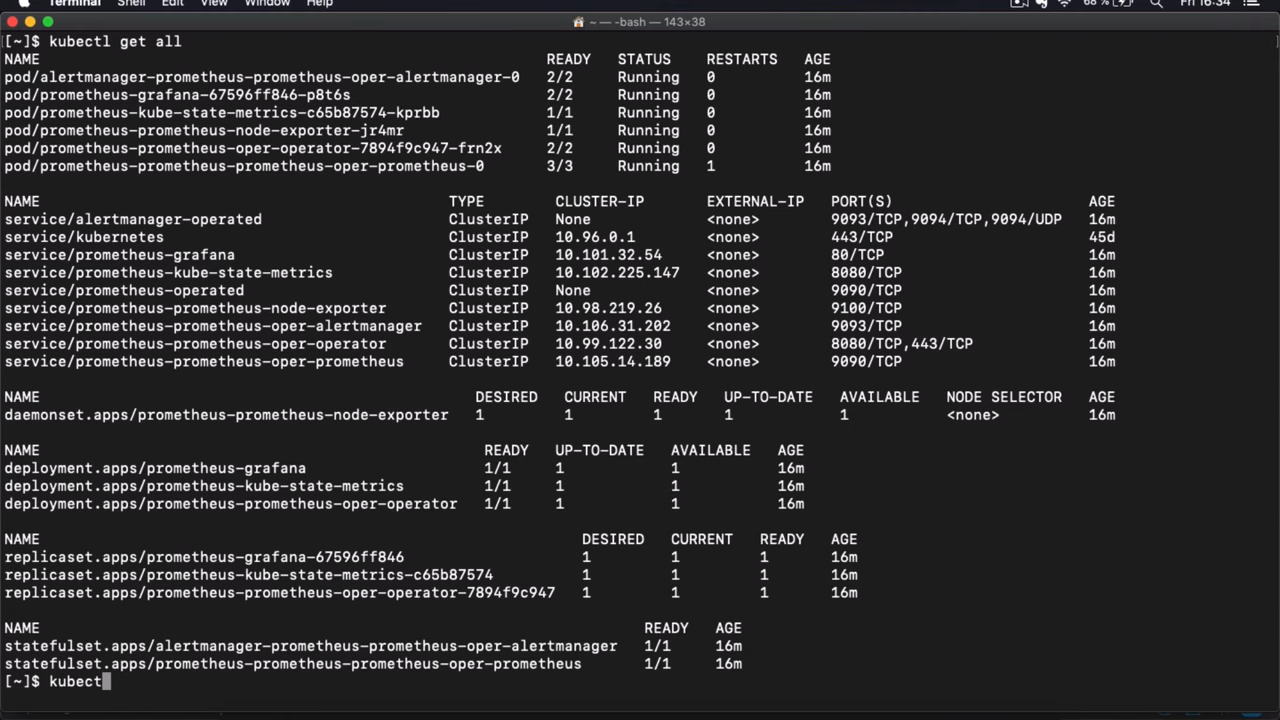 Terminal Shell Edit View Window Help 68% Fri 16:34
~ — -bash — 143×38
[~]$ kubectl get all
NAME READY STATUS RESTARTS AGE
pod/alertmanager-prometheus-prometheus-oper-alertmanager-0 2/2 Running 0 16m
pod/prometheus-grafana-67596ff846-p8t6s 2/2 Running 0 16m
pod/prometheus-kube-state-metrics-c65b87574-kprbb 1/1 Running 0 16m
pod/prometheus-prometheus-node-exporter-jr4mr 1/1 Running 0 16m
pod/prometheus-prometheus-oper-operator-7894f9c947-frn2x 2/2 Running 0 16m
pod/prometheus-prometheus-prometheus-oper-prometheus-0 3/3 Running 1 16m
NAME TYPE CLUSTER-IP EXTERNAL-IP PORT(S) AGE
service/alertmanager-operated ClusterIP None <none> 9093/TCP,9094/TCP,9094/UDP 16m
service/kubernetes ClusterIP 10.96.0.1 <none> 443/TCP 45d
service/prometheus-grafana ClusterIP 10.101.32.54 <none> 80/TCP 16m
service/prometheus-kube-state-metrics ClusterIP 10.102.225.147 <none> 8080/TCP 16m
service/prometheus-operated ClusterIP None <none> 9090/TCP 16m
service/prometheus-prometheus-node-exporter ClusterIP 10.98.219.26 <none> 9100/TCP 16m
service/prometheus-prometheus-oper-alertmanager ClusterIP 10.106.31.202 <none> 9093/TCP 16m
service/prometheus-prometheus-oper-operator ClusterIP 10.99.122.30 <none> 8080/TCP,443/TCP 16m
service/prometheus-prometheus-oper-prometheus ClusterIP 10.105.14.189 <none> 9090/TCP 16m
NAME DESIRED CURRENT READY UP-TO-DATE AVAILABLE NODE SELECTOR AGE
daemonset.apps/prometheus-prometheus-node-exporter 1 1 1 1 1 <none> 16m
NAME READY UP-TO-DATE AVAILABLE AGE
deployment.apps/prometheus-grafana 1/1 1 1 16m
deployment.apps/prometheus-kube-state-metrics 1/1 1 1 16m
deployment.apps/prometheus-prometheus-oper-operator 1/1 1 1 16m
NAME DESIRED CURRENT READY AGE
replicaset.apps/prometheus-grafana-67596ff846 1 1 1 16m
replicaset.apps/prometheus-kube-state-metrics-c65b87574 1 1 1 16m
replicaset.apps/prometheus-prometheus-oper-operator-7894f9c947 1 1 1 16m
NAME READY AGE
statefulset.apps/alertmanager-prometheus-prometheus-oper-alertmanager 1/1 16m
statefulset.apps/prometheus-prometheus-prometheus-oper-prometheus 1/1 16m
[~]$ kubect